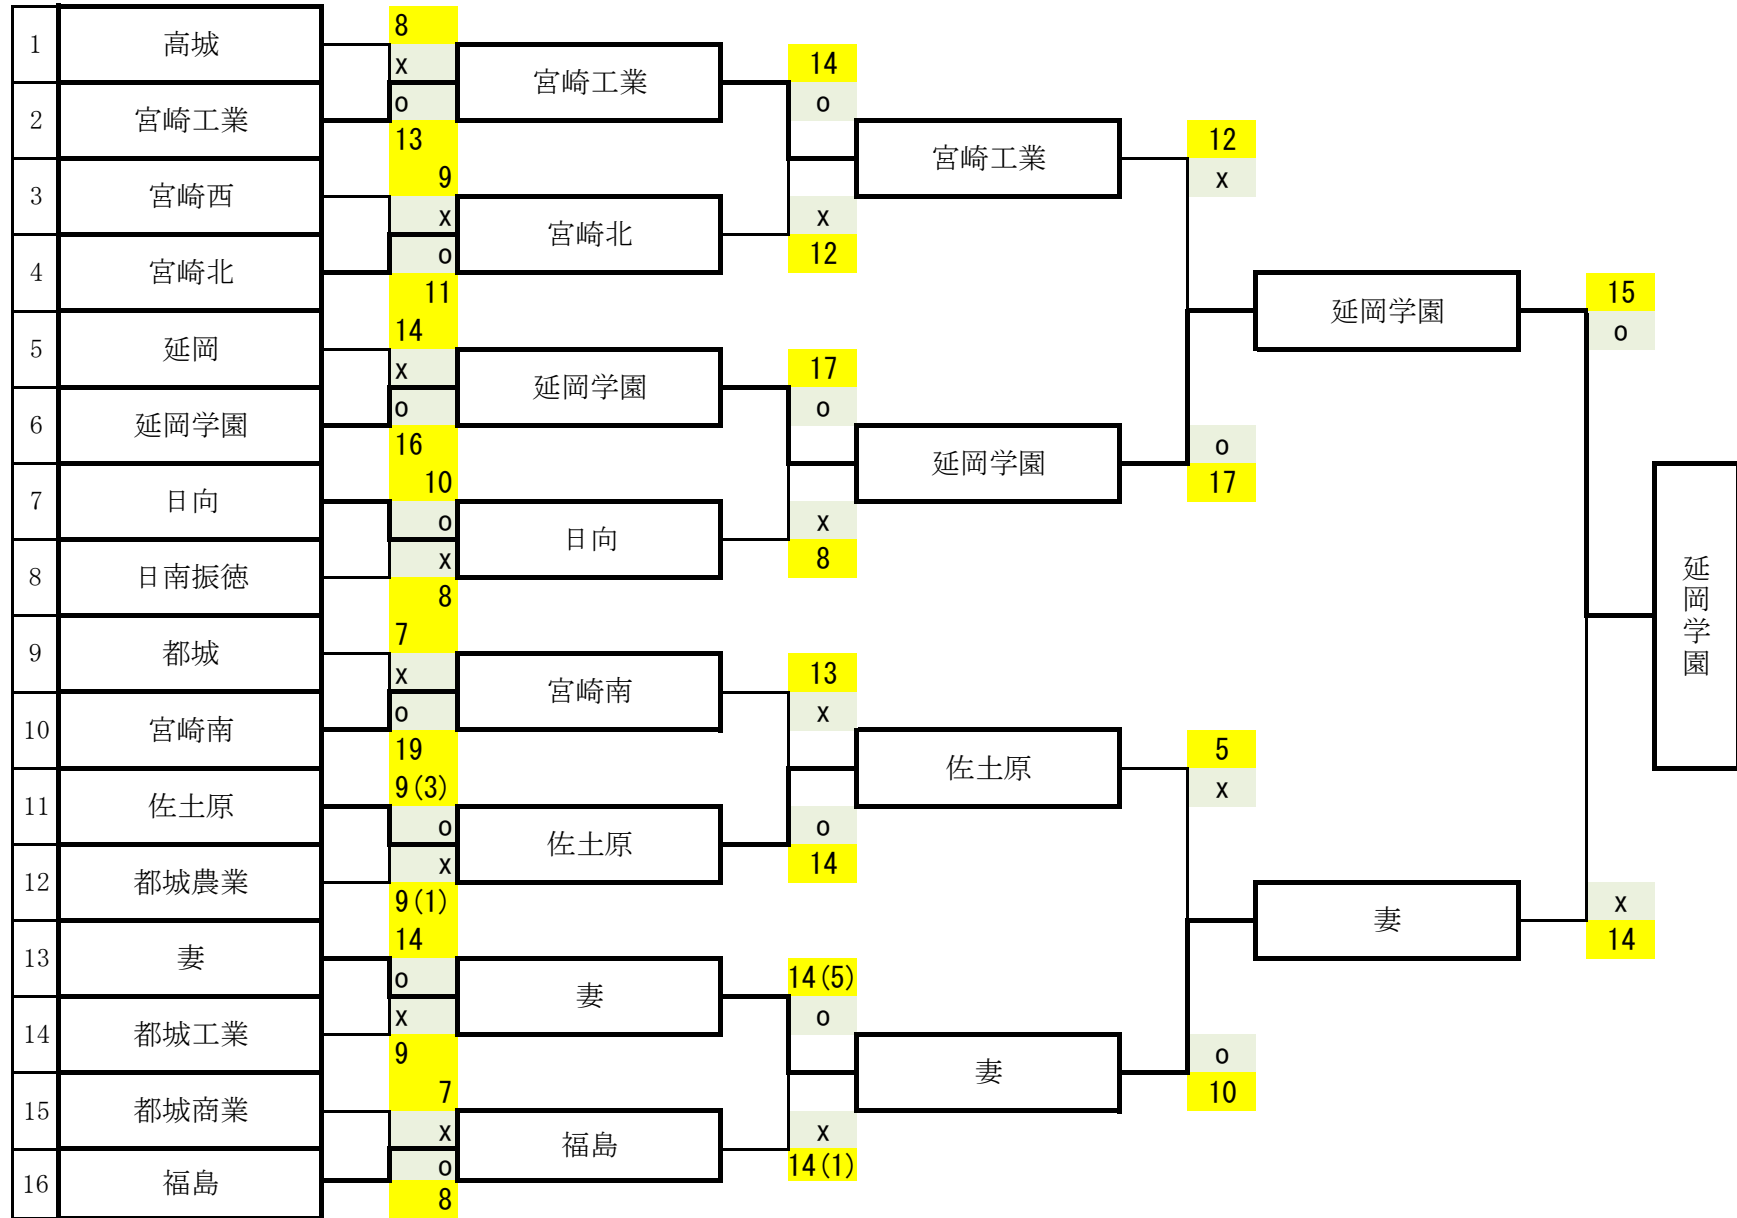 1 高城 8
x
2 宮崎工業 o
13
宮崎工業 14
o
3 宮崎西 9
x
4 宮崎北 o
11
宮崎北 x
12
宮崎工業 12
x
5 延岡 14
x
6 延岡学園 o
16
延岡学園 17
o
7 日向 10
o
8 日南振徳 x
8
日向 x
8
延岡学園 o
17
延岡学園 15
o
9 都城 7
x
10 宮崎南 o
19
宮崎南 13
x
11 佐土原 9(3)
o
12 都城農業 x
9(1)
佐土原 o
14
佐土原 5
x
13 妻 14
o
14 都城工業 x
9
妻 14(5)
o
15 都城商業 7
x
16 福島 o
8
福島 x
14(1)
妻 o
10
妻 x
14
延岡学園